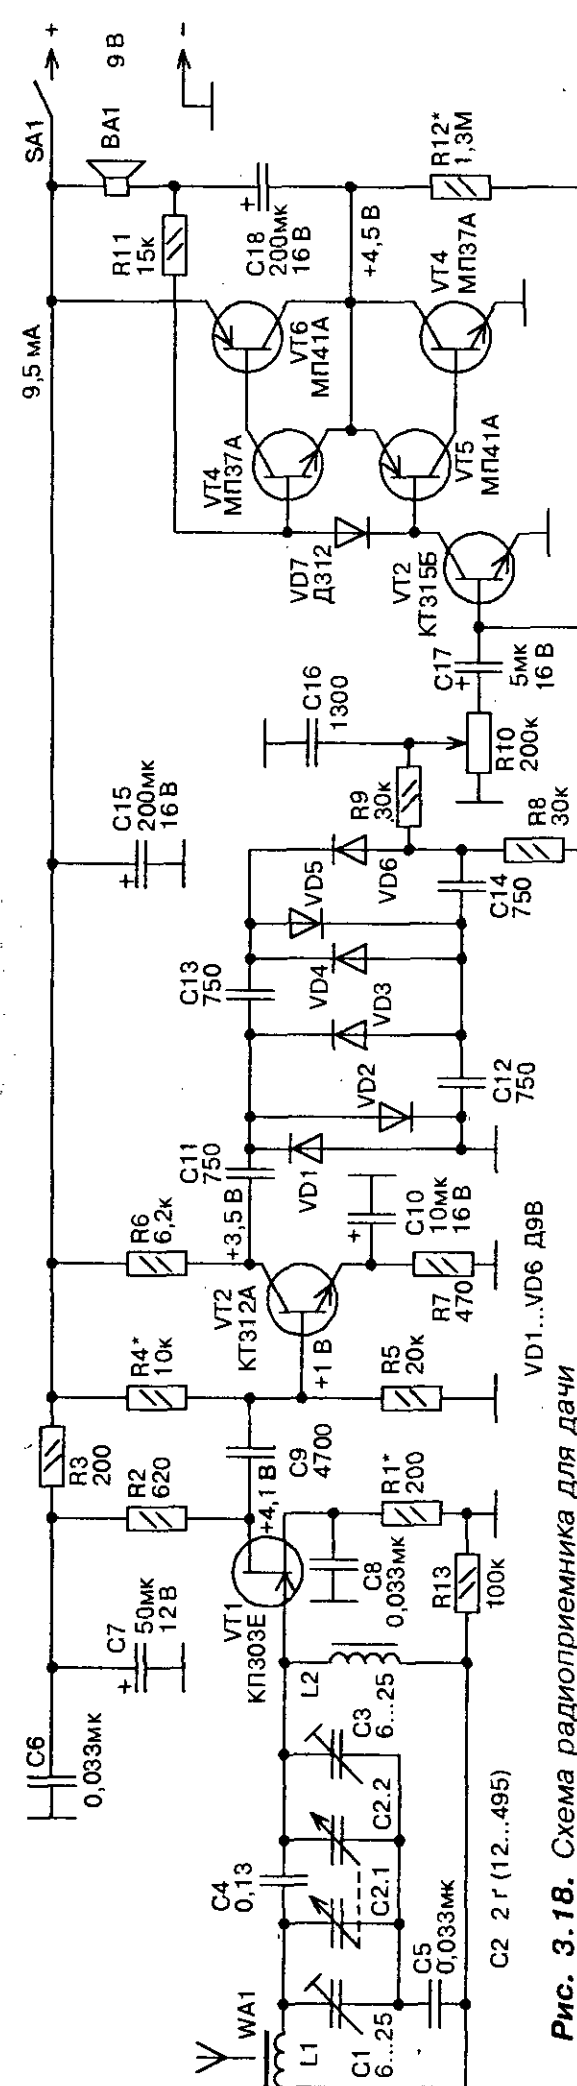 WA1
L1
C1
6...25
C4
0,13
C2.1
C2.2
C3
6...25
C5
0,033мк
C2 2 г (12...495)
L2
C6
0,033мк
C7
50мк
12 В
VT1
КП303Е
C8
0,033мк
R13
100к
R1*
200
R3
200
R2
620
+4,1 В
C9
4700
R4*
10к
+1 В
R5
20к
VT2
КТ312А
R6
6,2к
+3,5 В
R7
470
C10
10мк
16 В
C11
750
VD1
VD2
VD3
VD4
VD5
VD6
C12
750
C13
750
C14
750
VD1...VD6 Д9В
C15
200мк
16 В
R9
30к
R8
30к
C16
1300
R10
200к
C17
+
5мк
16 В
VT2
КТ315Б
VD7
Д312
VT4
МП37А
VT5
МП41А
VT6
МП41А
VT4
МП37А
9,5 мА
R11
15к
C18
200мк
16 В
+4,5 В
R12*
1,3М
BA1
SA1
+
9 В
-
Рис. 3.18. Схема радиоприемника для дачи